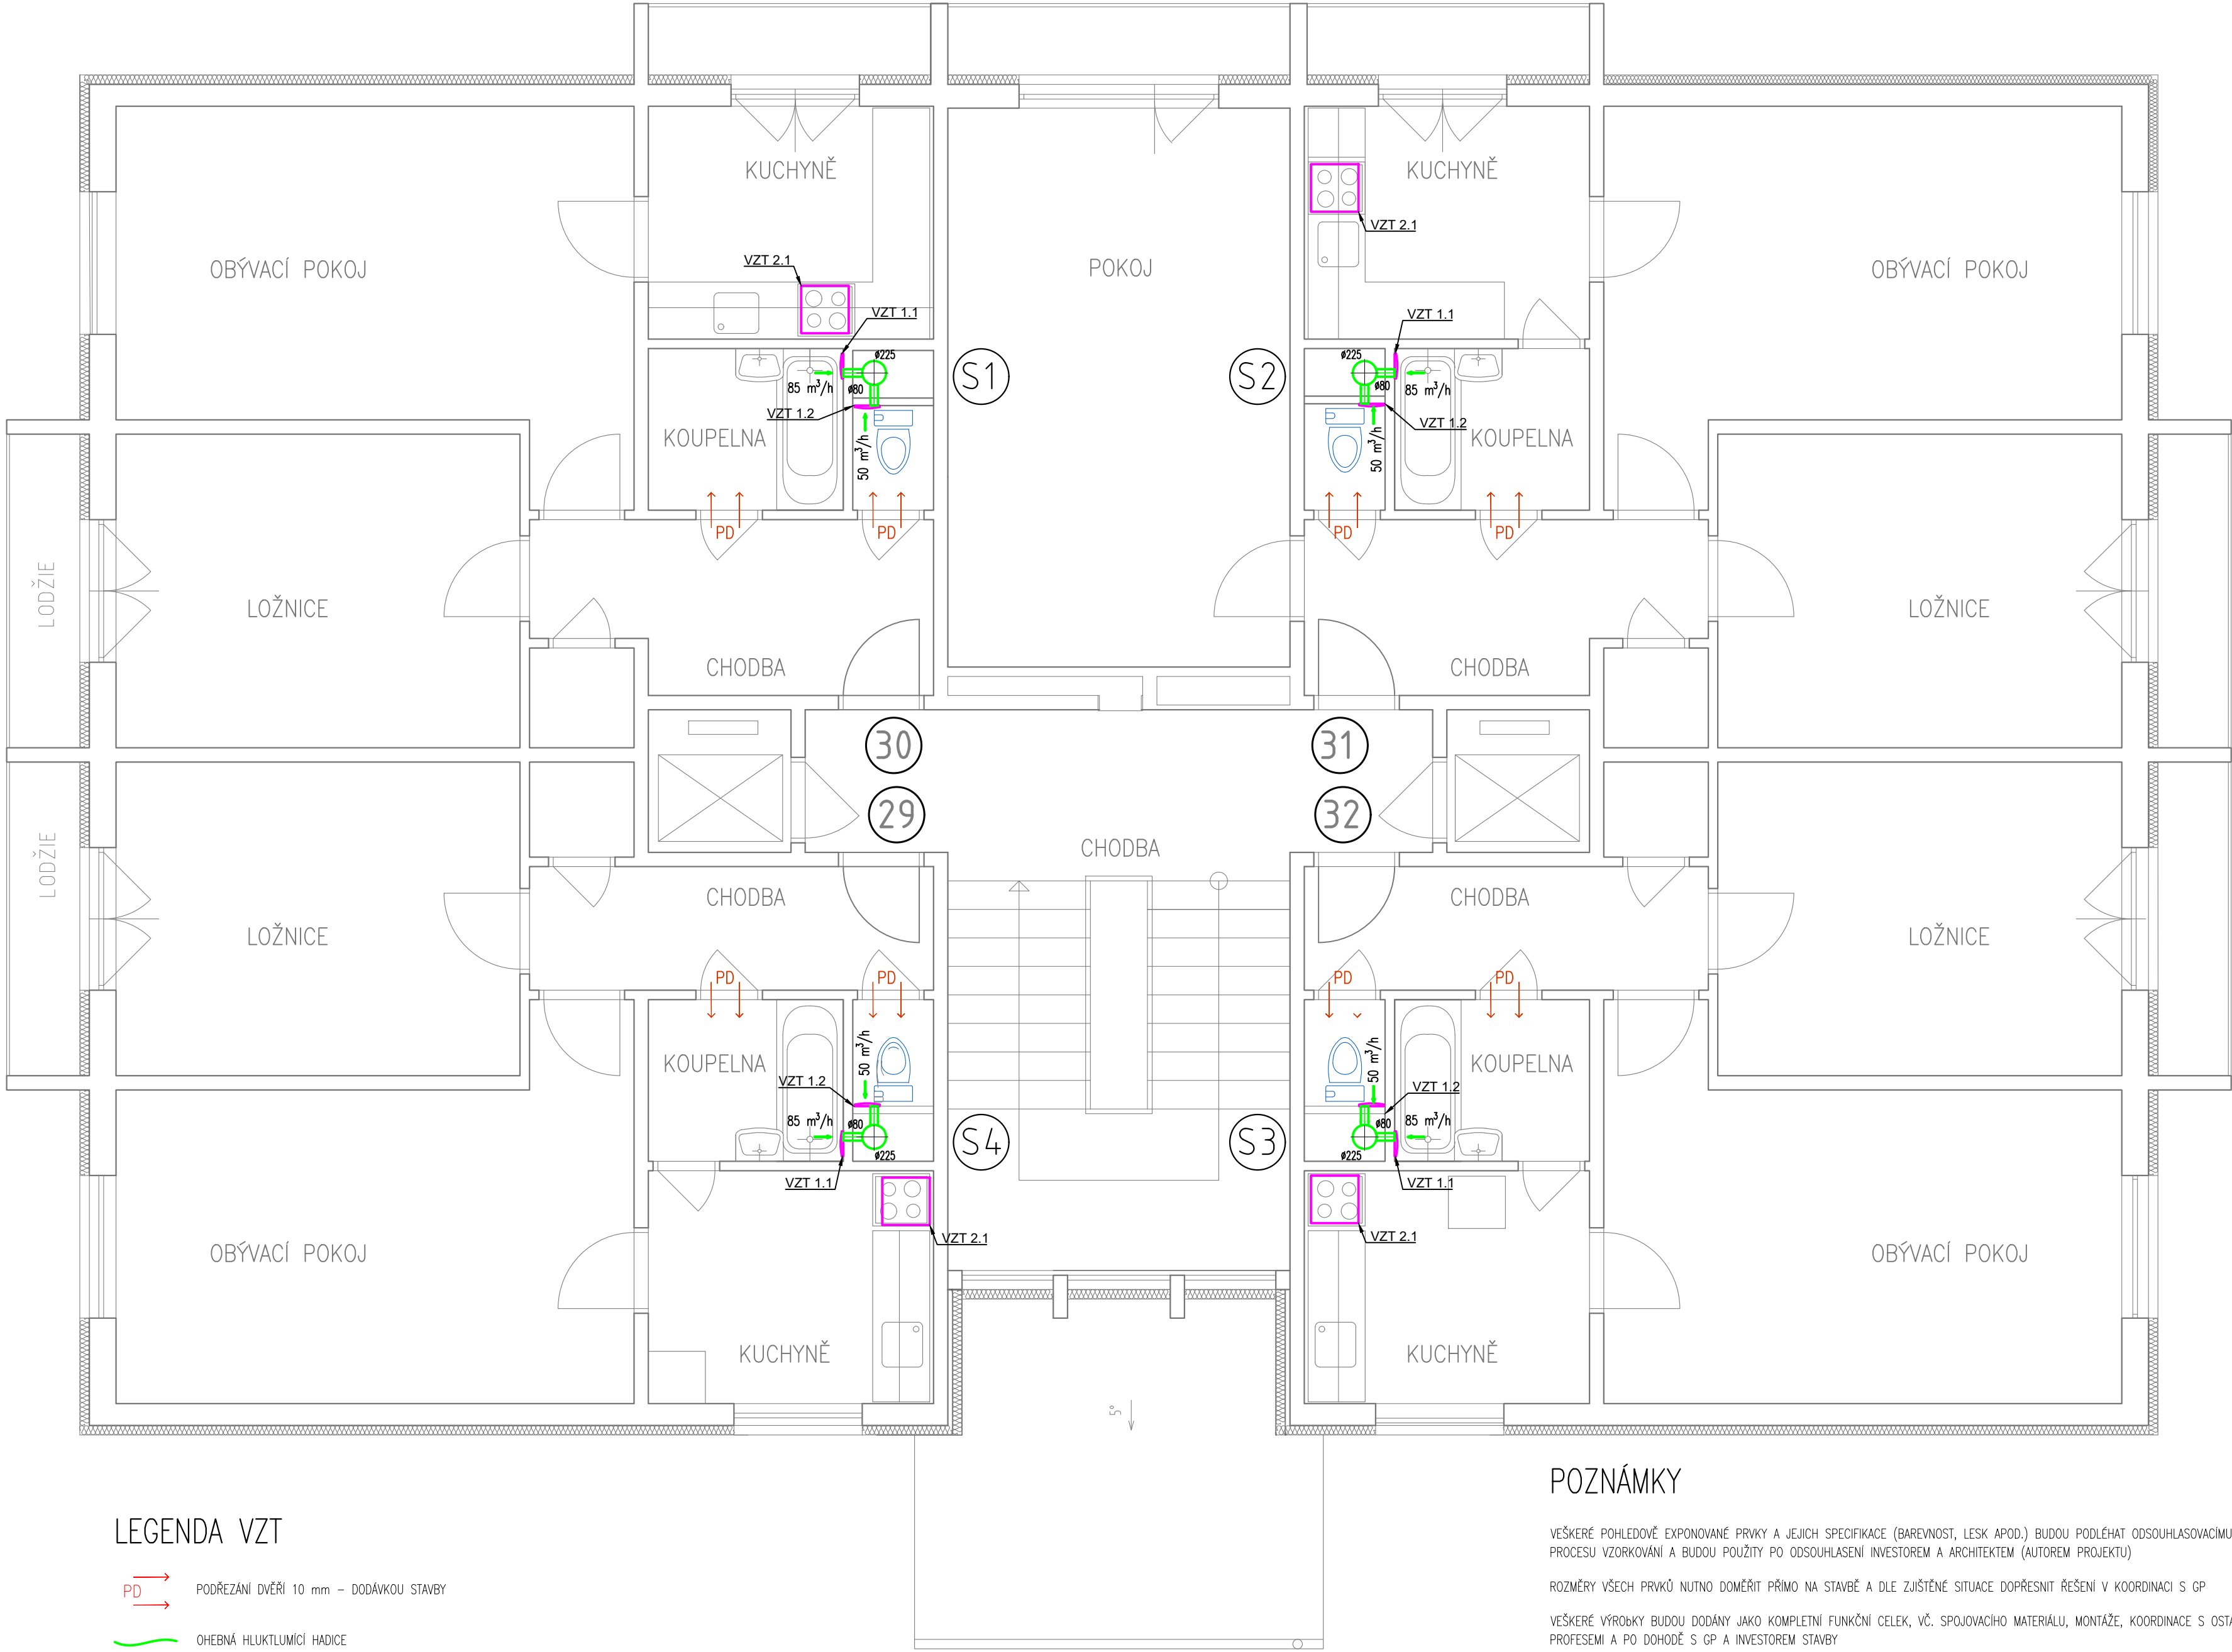 KUCHYNĚ
KUCHYNĚ
VZT 2.1
OBÝVACÍ POKOJ
VZT 2.1
POKOJ
OBÝVACÍ POKOJ
VZT 1.1
VZT 1.1
ø225
ø225
S1
S2
85 m³/h
ø80
ø80
85 m³/h
VZT 1.2
VZT 1.2
KOUPELNA
50 m³/h
50 m³/h
KOUPELNA
PD
PD
PD
PD
LODŽIE
LOŽNICE
LOŽNICE
CHODBA
CHODBA
30
31
29
32
LODŽIE
CHODBA
CHODBA
CHODBA
LOŽNICE
LOŽNICE
PD
PD
PD
PD
KOUPELNA
50 m³/h
50 m³/h
KOUPELNA
VZT 1.2
VZT 1.2
85 m³/h
ø80
ø80
85 m³/h
S4
S3
ø225
ø225
VZT 1.1
VZT 1.1
VZT 2.1
VZT 2.1
OBÝVACÍ POKOJ
OBÝVACÍ POKOJ
KUCHYNĚ
KUCHYNĚ
5°
LEGENDA VZT
PD PODŘEZÁNÍ DVĚŘÍ 10 mm – DODÁVKOU STAVBY
OHEBNÁ HLUKTLUMÍCÍ HADICE
POZNÁMKY
VEŠKERÉ POHLEDOVĚ EXPONOVANÉ PRVKY A JEJICH SPECIFIKACE (BAREVNOST, LESK APOD.) BUDOU PODLÉHAT ODSOUHLASOVACÍMU
PROCESU VZORKOVÁNÍ A BUDOU POUŽITY PO ODSOUHLASENÍ INVESTOREM A ARCHITEKTEM (AUTOREM PROJEKTU)
ROZMĚRY VŠECH PRVKŮ NUTNO DOMĚŘIT PŘÍMO NA STAVBĚ A DLE ZJIŠTĚNÉ SITUACE DOPŘESNIT ŘEŠENÍ V KOORDINACI S GP
VEŠKERÉ VÝRObKY BUDOU DODÁNY JAKO KOMPLETNÍ FUNKČNÍ CELEK, VČ. SPOJOVACÍHO MATERIÁLU, MONTÁŽE, KOORDINACE S
PROFESEMI A PO DOHODĚ S GP A INVESTOREM STAVBY